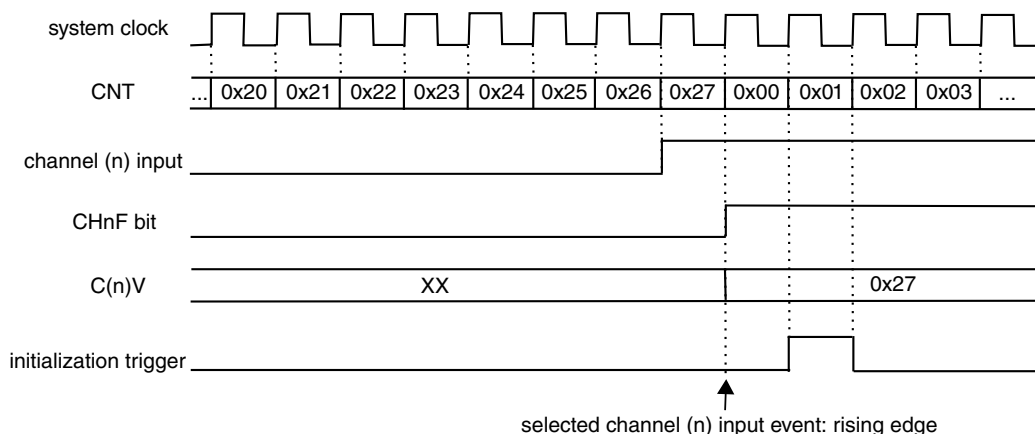 system clock
CNT ... 0x20 0x21 0x22 0x23 0x24 0x25 0x26 0x27 0x00 0x01 0x02 0x03 ...
channel (n) input
CHnF bit
C(n)V XX 0x27
initialization trigger
selected channel (n) input event: rising edge